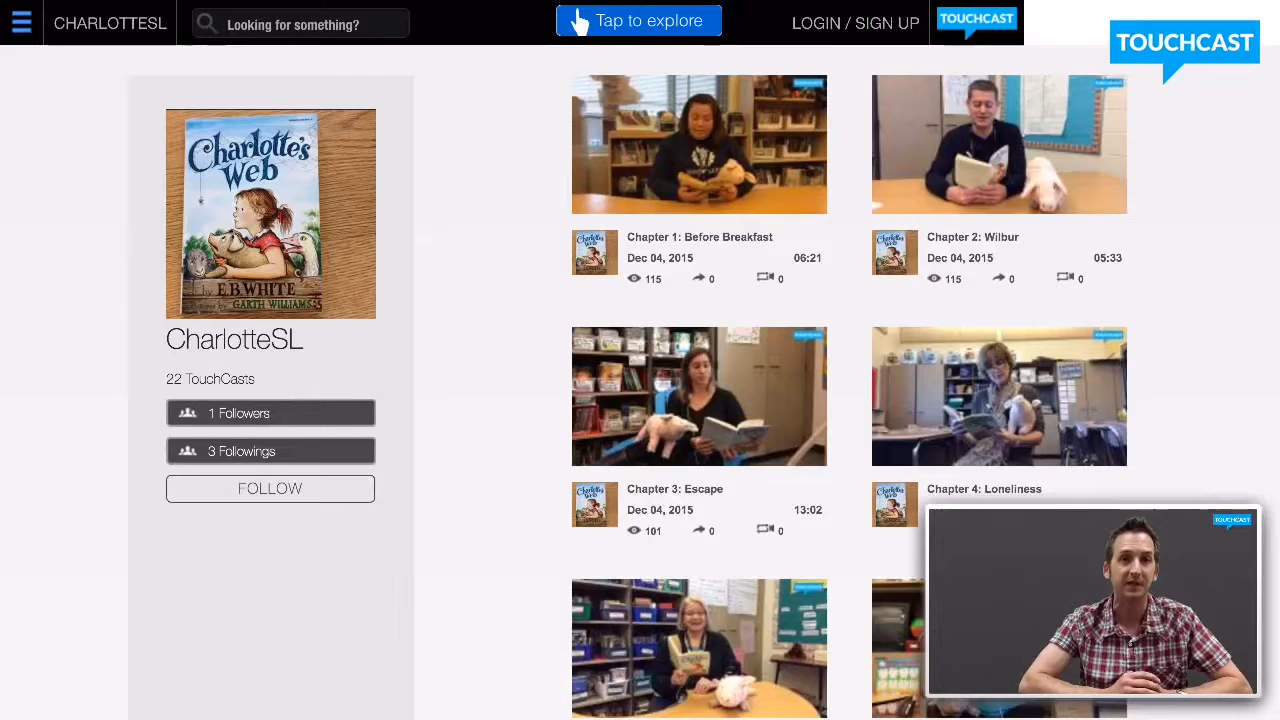 CHARLOTTESL
Looking for something?
Tap to explore
LOGIN / SIGN UP
TOUCHCAST
TOUCHCAST
Charlotte's
Web
by E.B. WHITE
GARTH WILLIAMS
CharlotteSL
22 TouchCasts
1 Followers
3 Followings
FOLLOW
Chapter 1: Before Breakfast
Dec 04, 2015 06:21
115 0 0
Chapter 2: Wilbur
Dec 04, 2015 05:33
115 0 0
Chapter 3: Escape
Dec 04, 2015 13:02
101 0 0
Chapter 4: Loneliness
TOUCHCAST